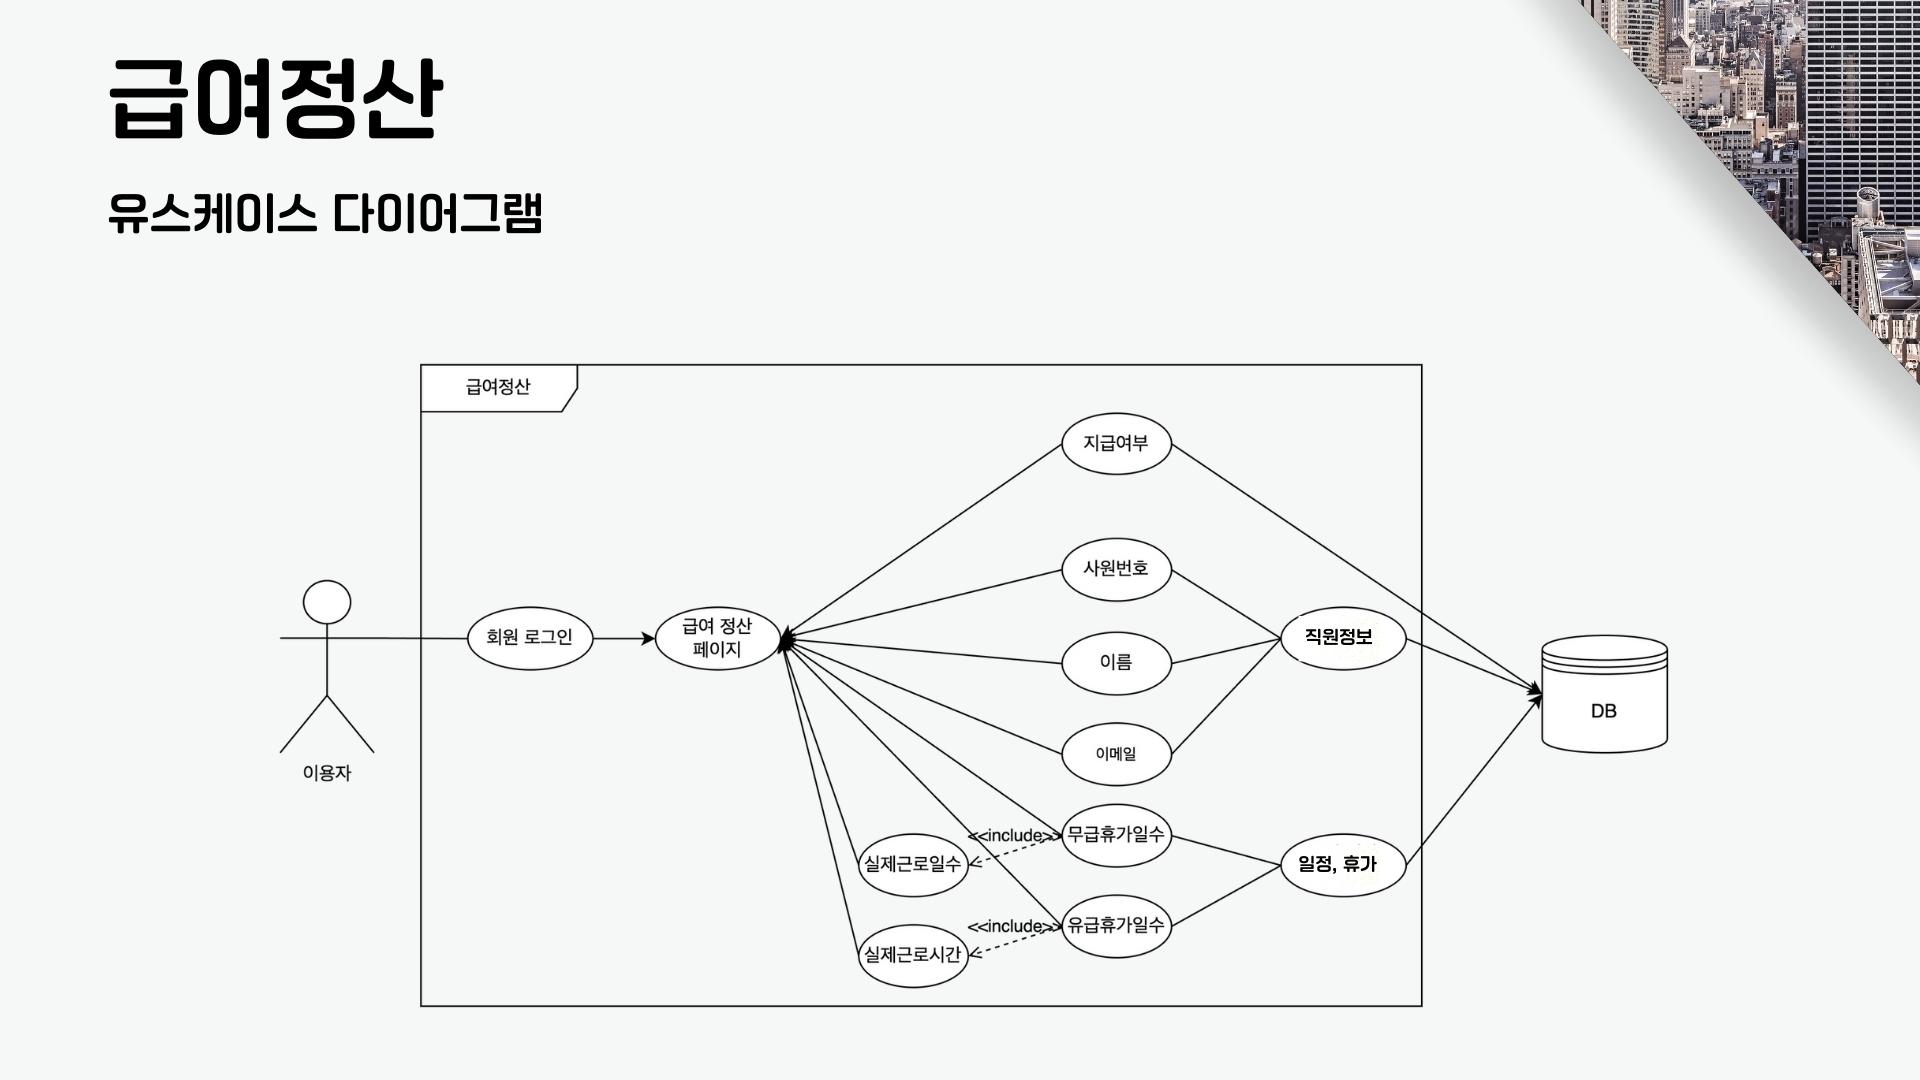 급여정산
유스케이스 다이어그램
급여정산
지급여부
사원번호
회원 로그인
급여 정산
페이지
직원정보
이름
DB
이메일
이용자
<<include>>
무급휴가일수
실제근로일수
일정, 휴가
<<include>>
유급휴가일수
실제근로시간